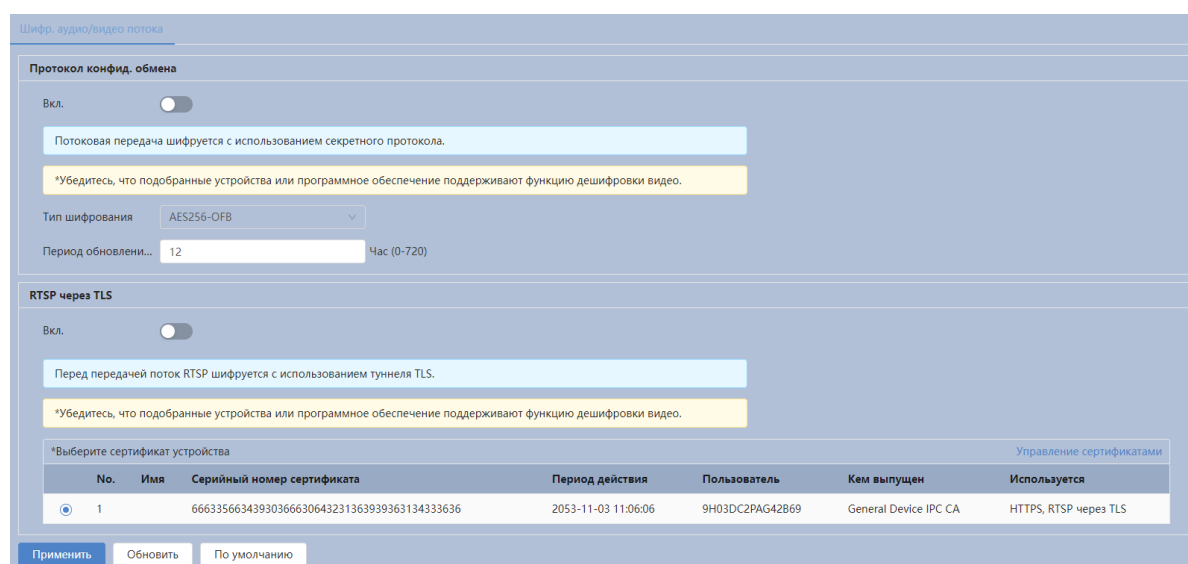 Шифр. аудио/видео потока
Протокол конфид. обмена
Вкл.
Потоковая передача шифруется с использованием секретного протокола.
*Убедитесь, что подобранные устройства или программное обеспечение поддерживают функцию дешифровки видео.
Тип шифрования AES256-OFB
Период обновлени... 12 Час (0-720)
RTSP через TLS
Вкл.
Перед передачей поток RTSP шифруется с использованием туннеля TLS.
*Убедитесь, что подобранные устройства или программное обеспечение поддерживают функцию дешифровки видео.
*Выберите сертификат устройства Управление сертификатами
No. Имя Серийный номер сертификата Период действия Пользователь Кем выпущен Используется
1 6663356634393036663064323136393936313433363​6 2053-11-03 11:06:06 9H03DC2PAG42B69 General Device IPC CA HTTPS, RTSP через TLS
Применить Обновить По умолчанию